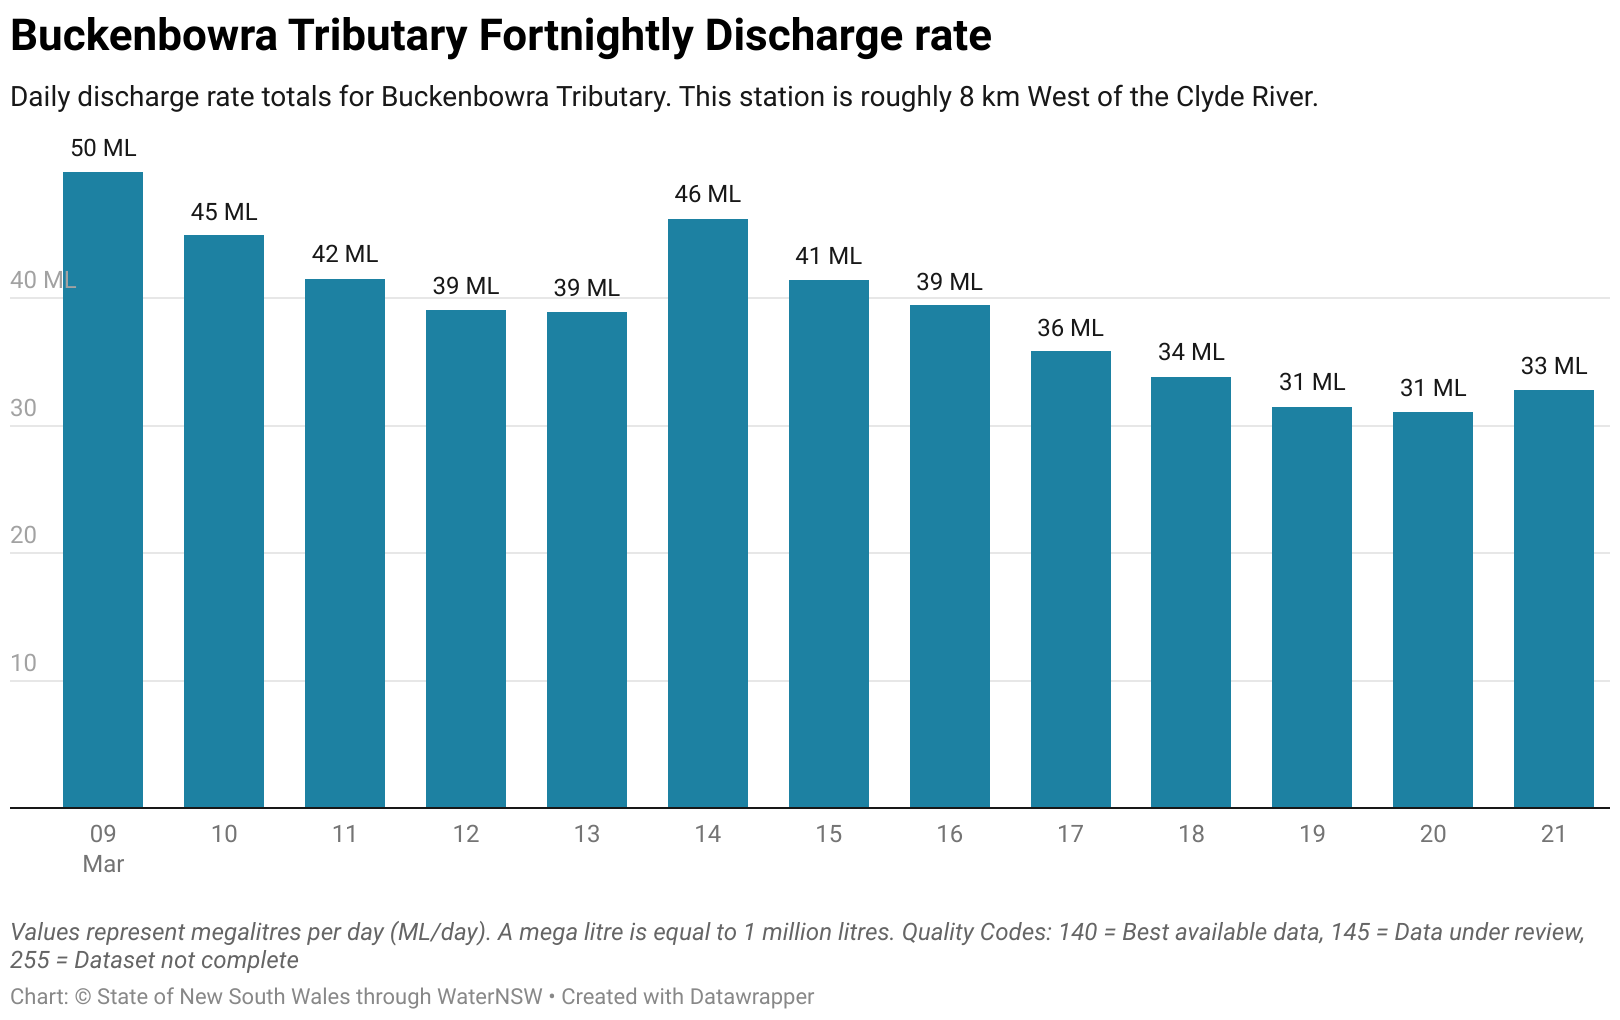 Buckenbowra Tributary Fortnightly Discharge rate
Daily discharge rate totals for Buckenbowra Tributary. This station is roughly 8 km West of the Clyde River.
50 ML
45 ML
42 ML
39 ML
39 ML
46 ML
41 ML
39 ML
36 ML
34 ML
31 ML
31 ML
33 ML
40 ML
30
20
10
09 10 11 12 13 14 15 16 17 18 19 20 21
Mar
Values represent megalitres per day (ML/day). A mega litre is equal to 1 million litres. Quality Codes: 140 = Best available data, 145 = Data under review,
255 = Dataset not complete
Chart: © State of New South Wales through WaterNSW • Created with Datawrapper